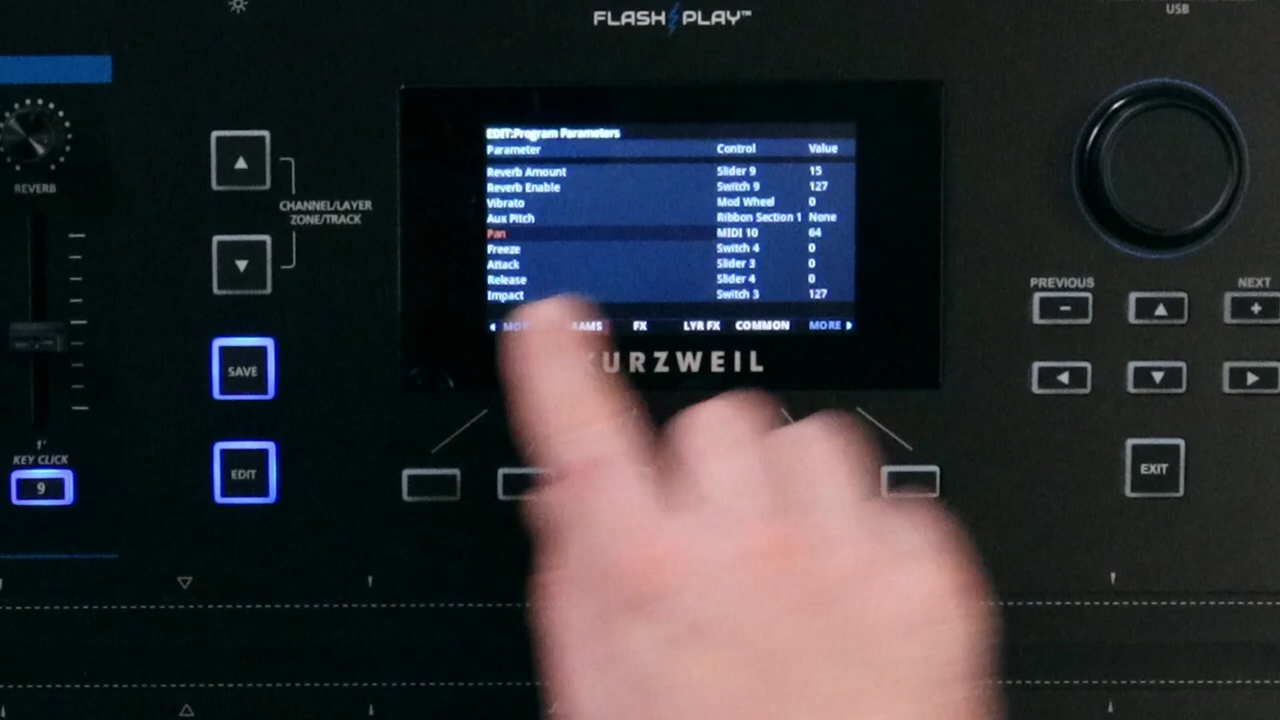 FLASH PLAY™
USB
REVERB
CHANNEL/LAYER
ZONE/TRACK
EDIT:Program Parameters
Parameter Control Value
Reverb Amount Slider 9 15
Reverb Enable Switch 9 127
Vibrato Mod Wheel 0
Aux Pitch Ribbon Section 1 None
Pan MIDI 10 64
Freeze Switch 4 0
Attack Slider 3 0
Release Slider 4 0
Impact Switch 3 127
FX LYR FX COMMON MORE
KURZWEIL
PREVIOUS
NEXT
SAVE
1'
KEY CLICK
9
EDIT
EXIT